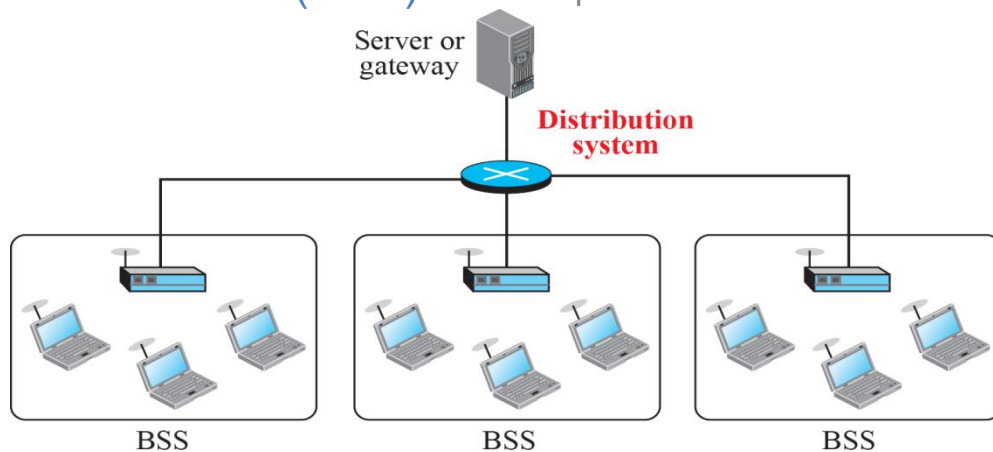 Server or
gateway
Distribution
system
BSS
BSS
BSS